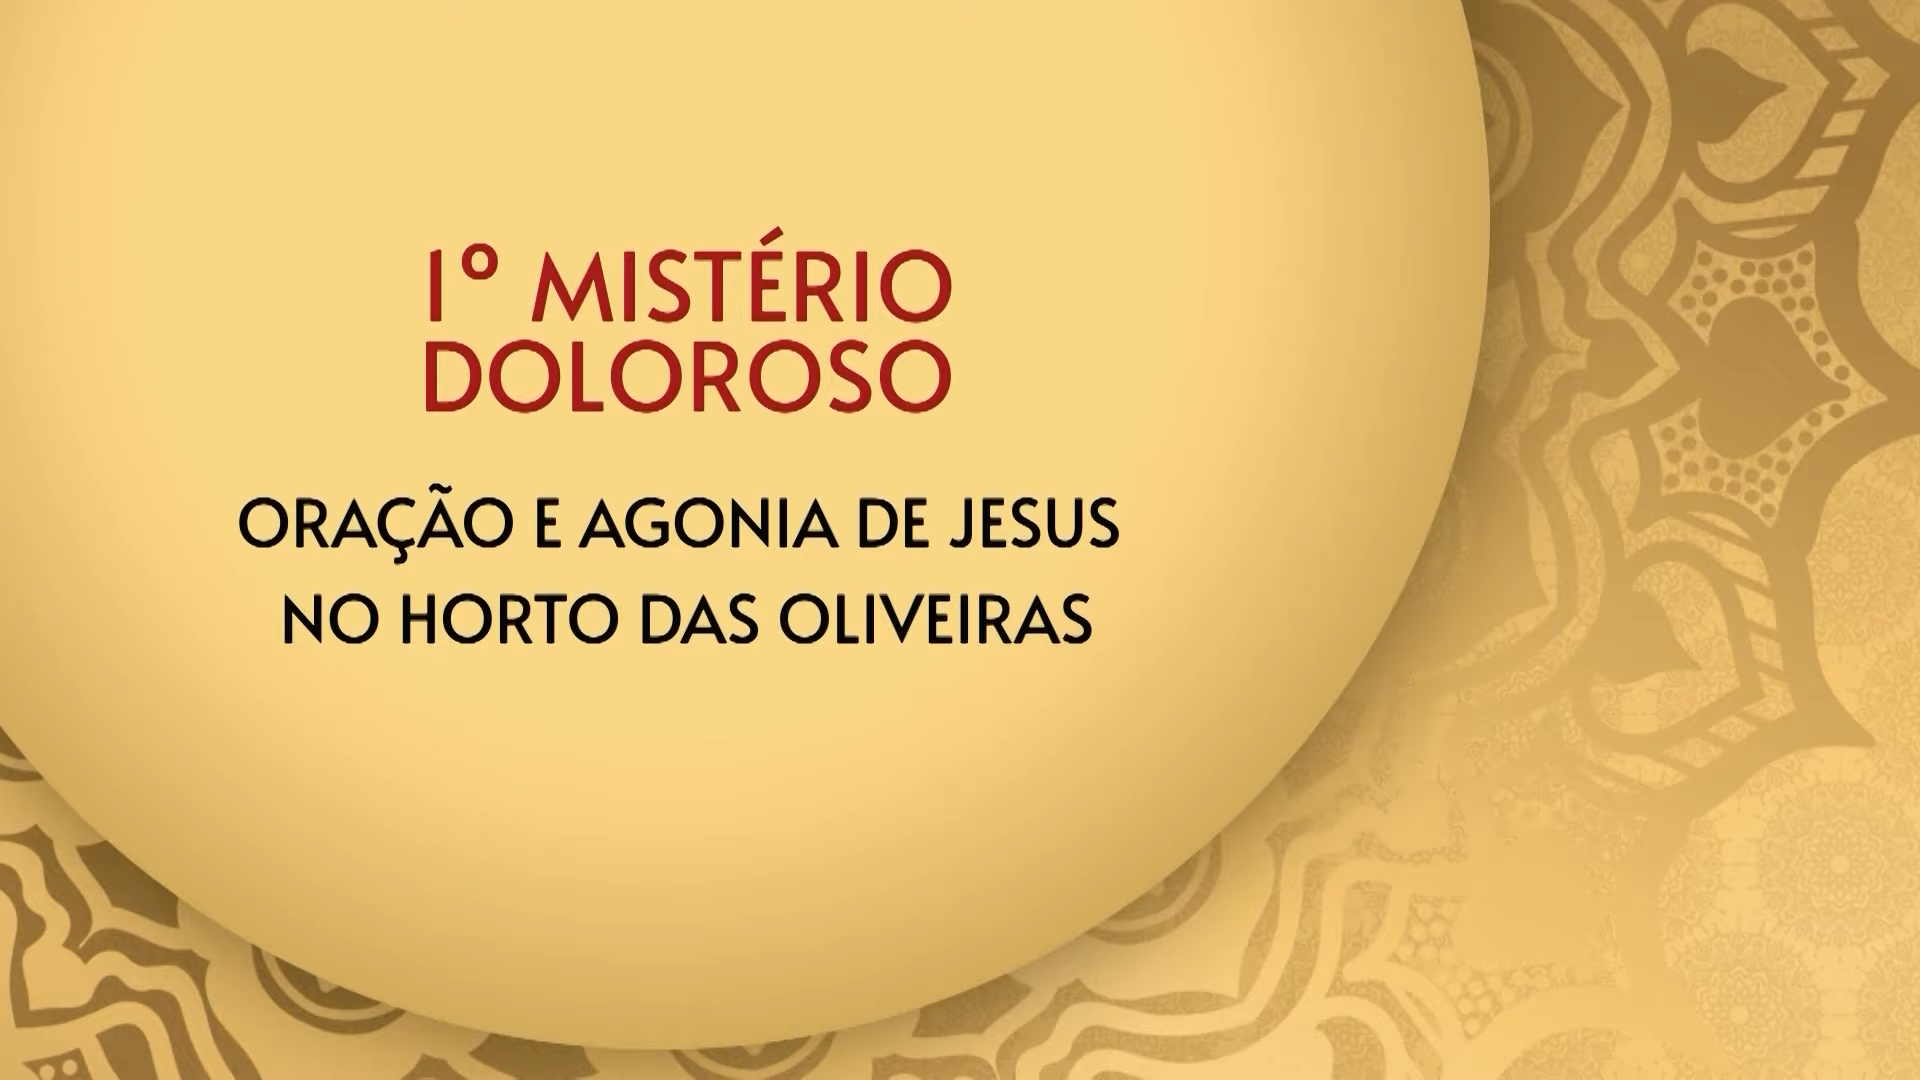 1º MISTÉRIO
DOLOROSO
ORAÇÃO E AGONIA DE JESUS
NO HORTO DAS OLIVEIRAS